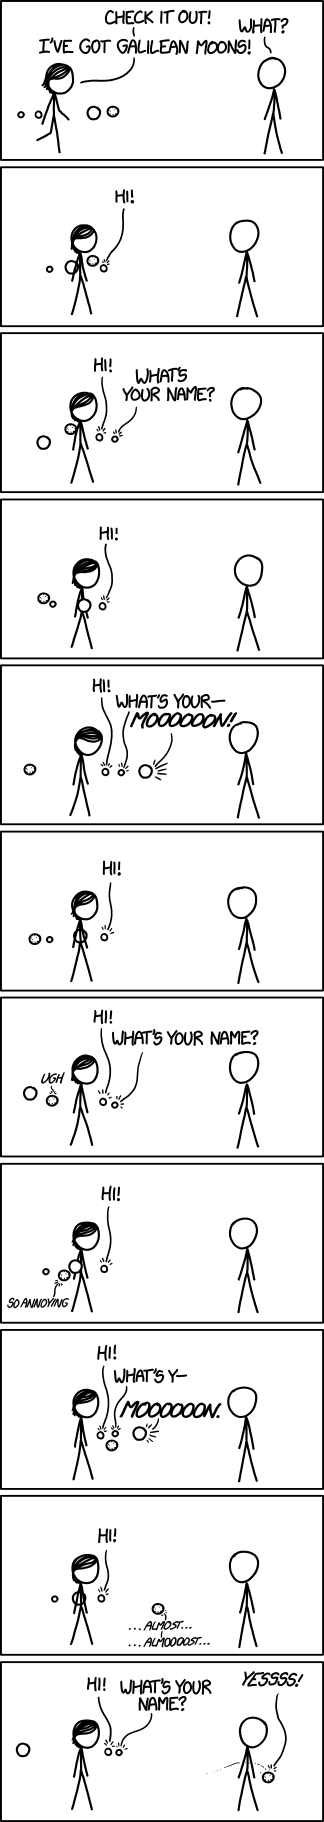 CHECK IT OUT!
I'VE GOT GALILEAN MOONS!
WHAT?
HI!
HI!
WHAT'S
YOUR NAME?
HI!
HI!
WHAT'S YOUR—
MOOOOOON!
HI!
HI!
WHAT'S YOUR NAME?
UGH
HI!
SO ANNOYING
HI!
WHAT'S Y—
MOOOOOON.
HI!
...ALMOST...
...ALMOOOOST...
HI!
WHAT'S YOUR
NAME?
YESSSS!